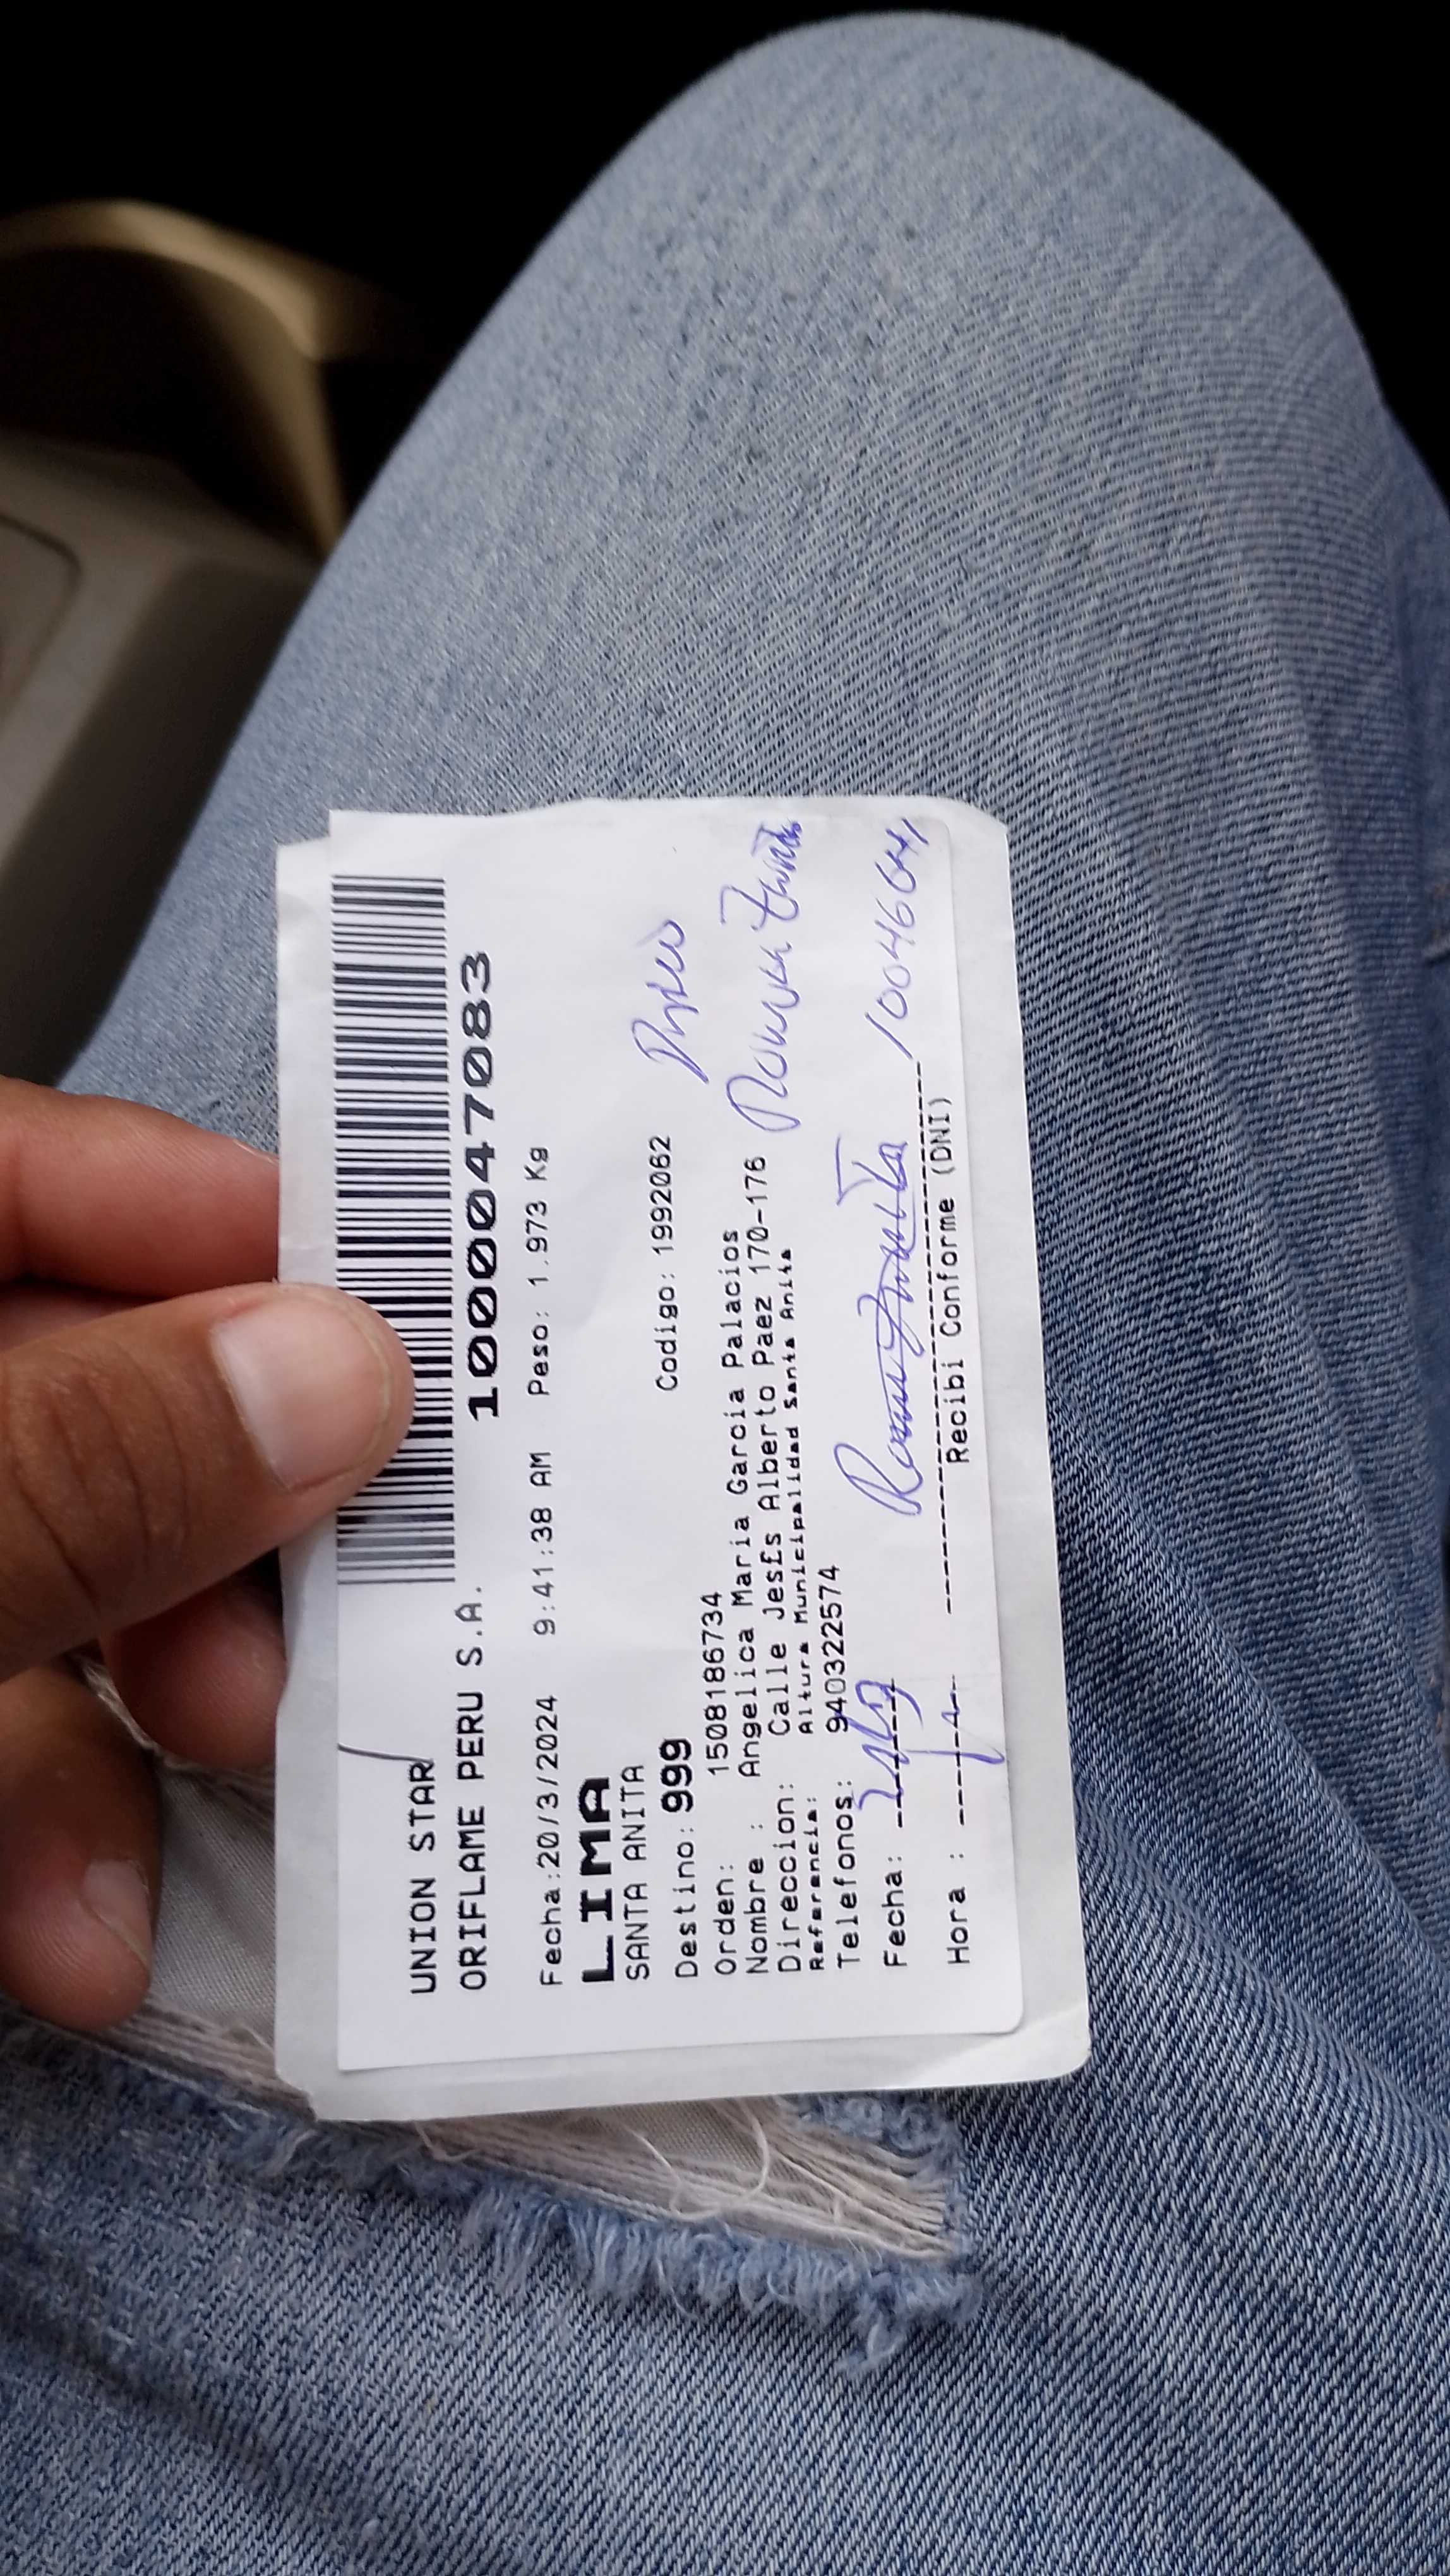 UNION STAR
ORIFLAME PERU S.A.
1000047083
Fecha:20/3/2024 9:41:38 AM Peso: 1.973 Kg
LIMA
SANTA ANITA
Destino: 999 Codigo: 1992062
Orden: 1508186734
Nombre : Angelica Maria Garcia Palacios
Direccion: Calle Jes£s Alberto Paez 170-176
Referencia: Altura Municipalidad Santa Anita
Telefonos: 940322574
Fecha:
Hora :
Recibi Conforme (DNI)